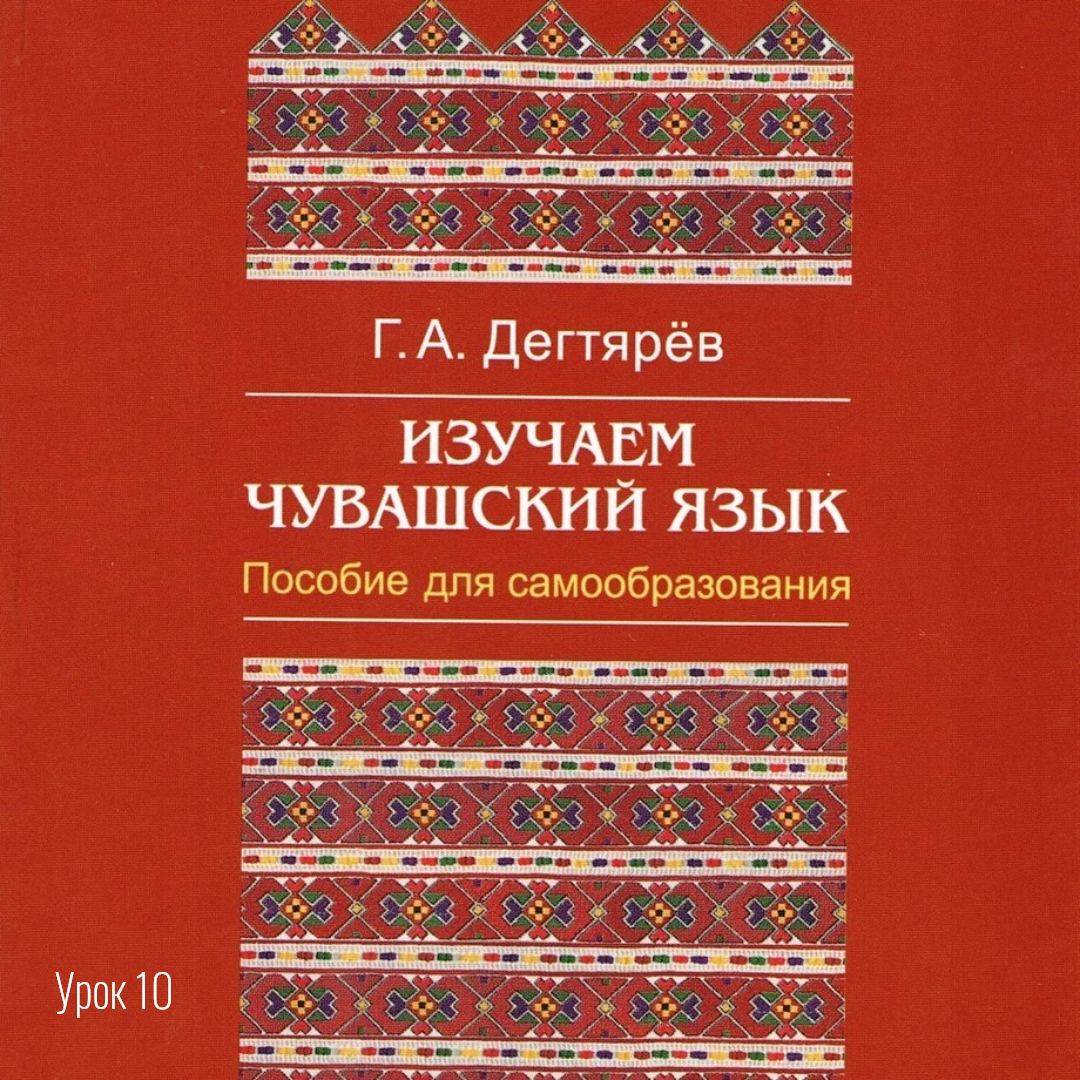 Г. А. Дегтярёв
ИЗУЧАЕМ
ЧУВАШСКИЙ ЯЗЫК
Пособие для самообразования
Урок 10